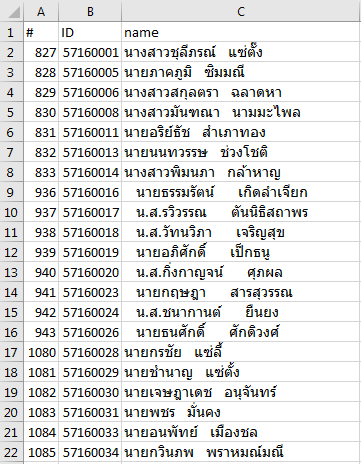 A B C
1 # ID name
2 827 57160001 นางสาวชุลีภรณ์ แซ่ตั้ง
3 828 57160005 นายภาคภูมิ ซิมมณี
4 829 57160006 นางสาวสกุลตรา ฉลาดหา
5 830 57160008 นางสาวมันฑณา นามมะไพล
6 831 57160011 นายอริย์ธัช สำเภาทอง
7 832 57160013 นายนนทวรรษ ช่วงโชติ
8 833 57160014 นางสาวพิมนภา กล้าหาญ
9 936 57160016 นายธรรมรัตน์ เกิดลำเจียก
10 937 57160017 น.ส.รวิวรรณ ตันนิธิสถาพร
11 938 57160018 น.ส.วัทนวิภา เจริญสุข
12 939 57160019 นายอภิศักดิ์ เป็กธนู
13 940 57160020 น.ส.กิ่งกาญจน์ ศุภผล
14 941 57160023 นายกฤษฎา สารสุวรรณ
15 942 57160024 น.ส.ชนากานต์ ยืนยง
16 943 57160026 นายธนศักดิ์ ศักดิวงศ์
17 1080 57160028 นายกรชัย แซ่ลี้
18 1081 57160029 นายชำนาญ แซ่ตั้ง
19 1082 57160030 นายเจษฎาเดช อนุจันทร์
20 1083 57160031 นายพชร มั่นคง
21 1084 57160033 นายอนพัทย์ เมืองชล
22 1085 57160034 นายกวินภพ พราหมณ์มณี